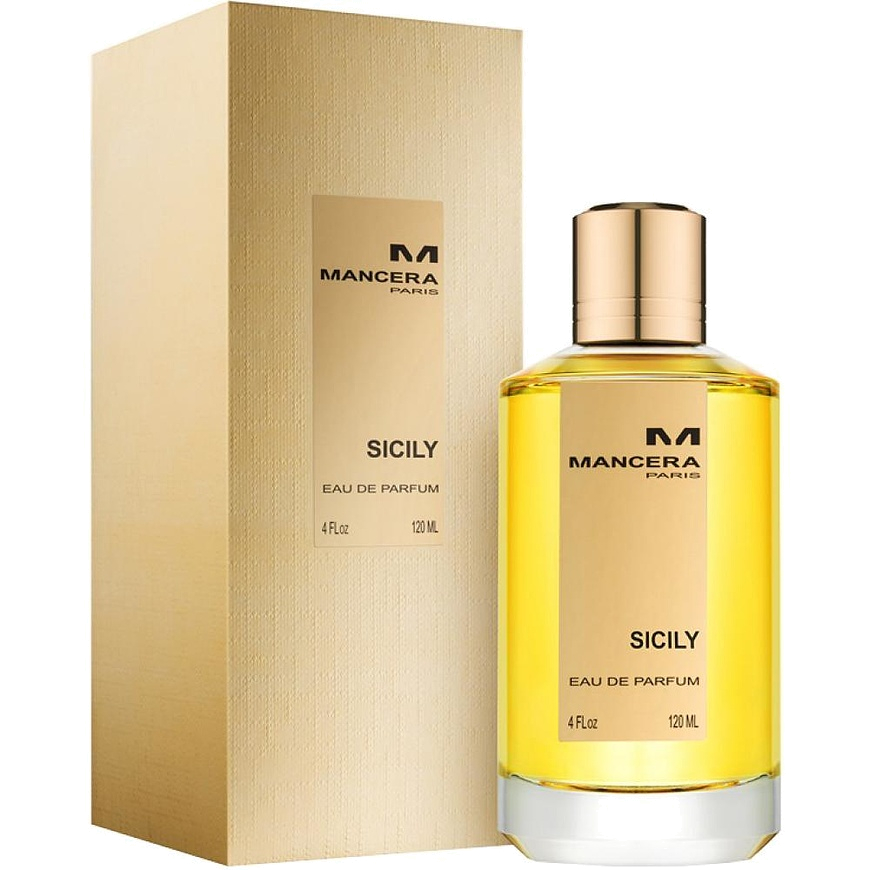 M
MANCERA
PARIS
SICILY
EAU DE PARFUM
4 FLoz 120 ML
M
MANCERA
PARIS
SICILY
EAU DE PARFUM
4 FLoz 120 ML